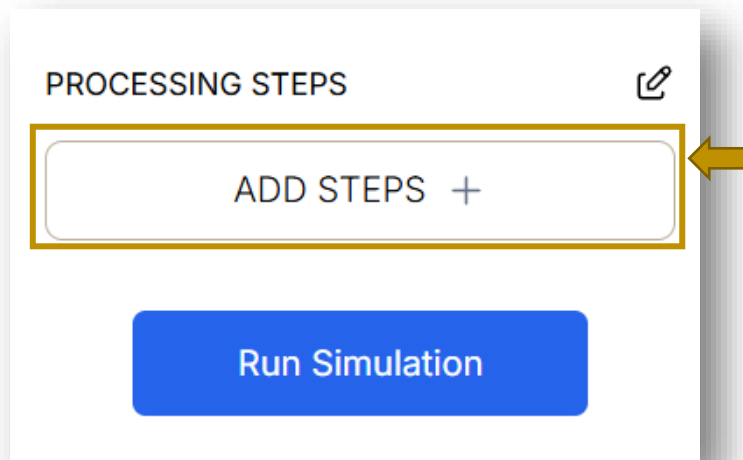 PROCESSING STEPS
ADD STEPS +
Run Simulation